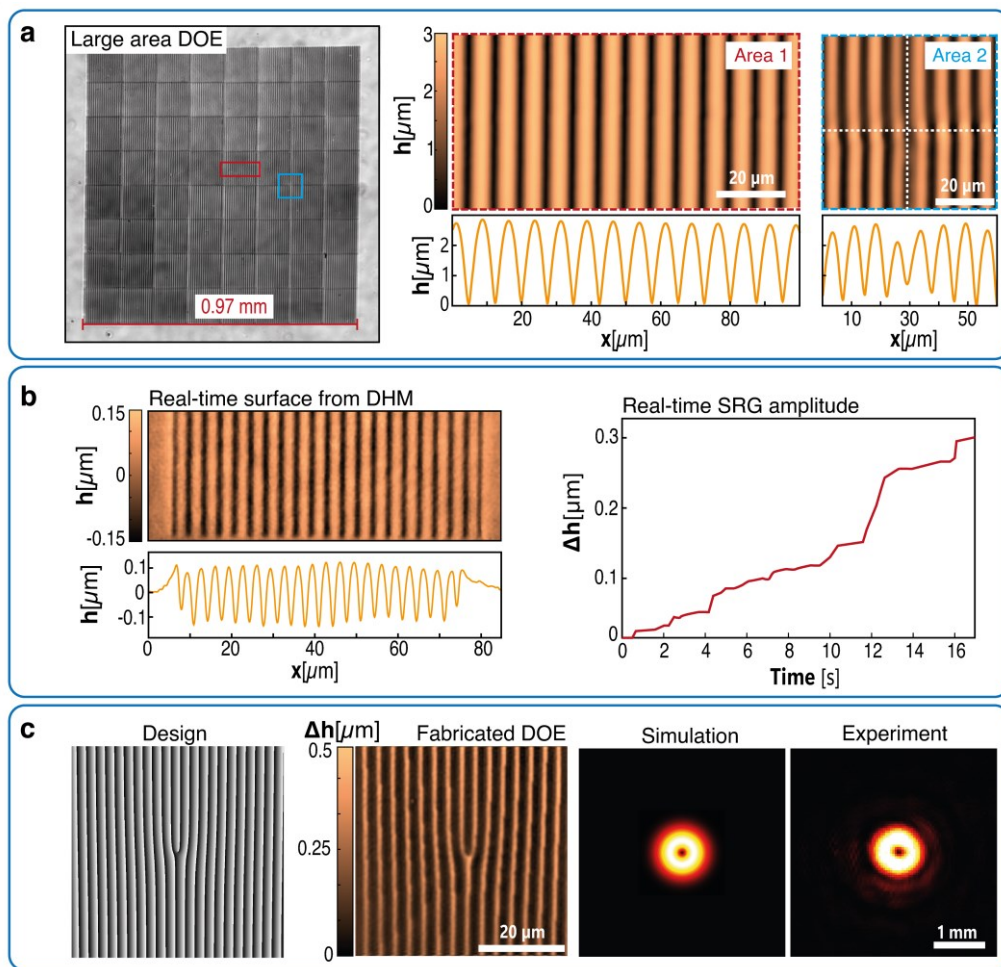 a
Large area DOE
0.97 mm
h[μm]
3
2
1
0
Area 1
20 μm
Area 2
20 μm
h[μm]
2
1
0
20 40 60 80
x[μm]
10 20 30 40 50
x[μm]
b
Real-time surface from DHM
h[μm]
0.15
0
-0.15
h[μm]
0.1
0
-0.1
0 20 40 60 80
x[μm]
Real-time SRG amplitude
Δh[μm]
0.3
0.1
0
0 2 4 6 8 10 12 14 16
Time [s]
c
Design
Δh[μm]
0.5
0.25
0
Fabricated DOE
20 μm
Simulation
Experiment
1 mm